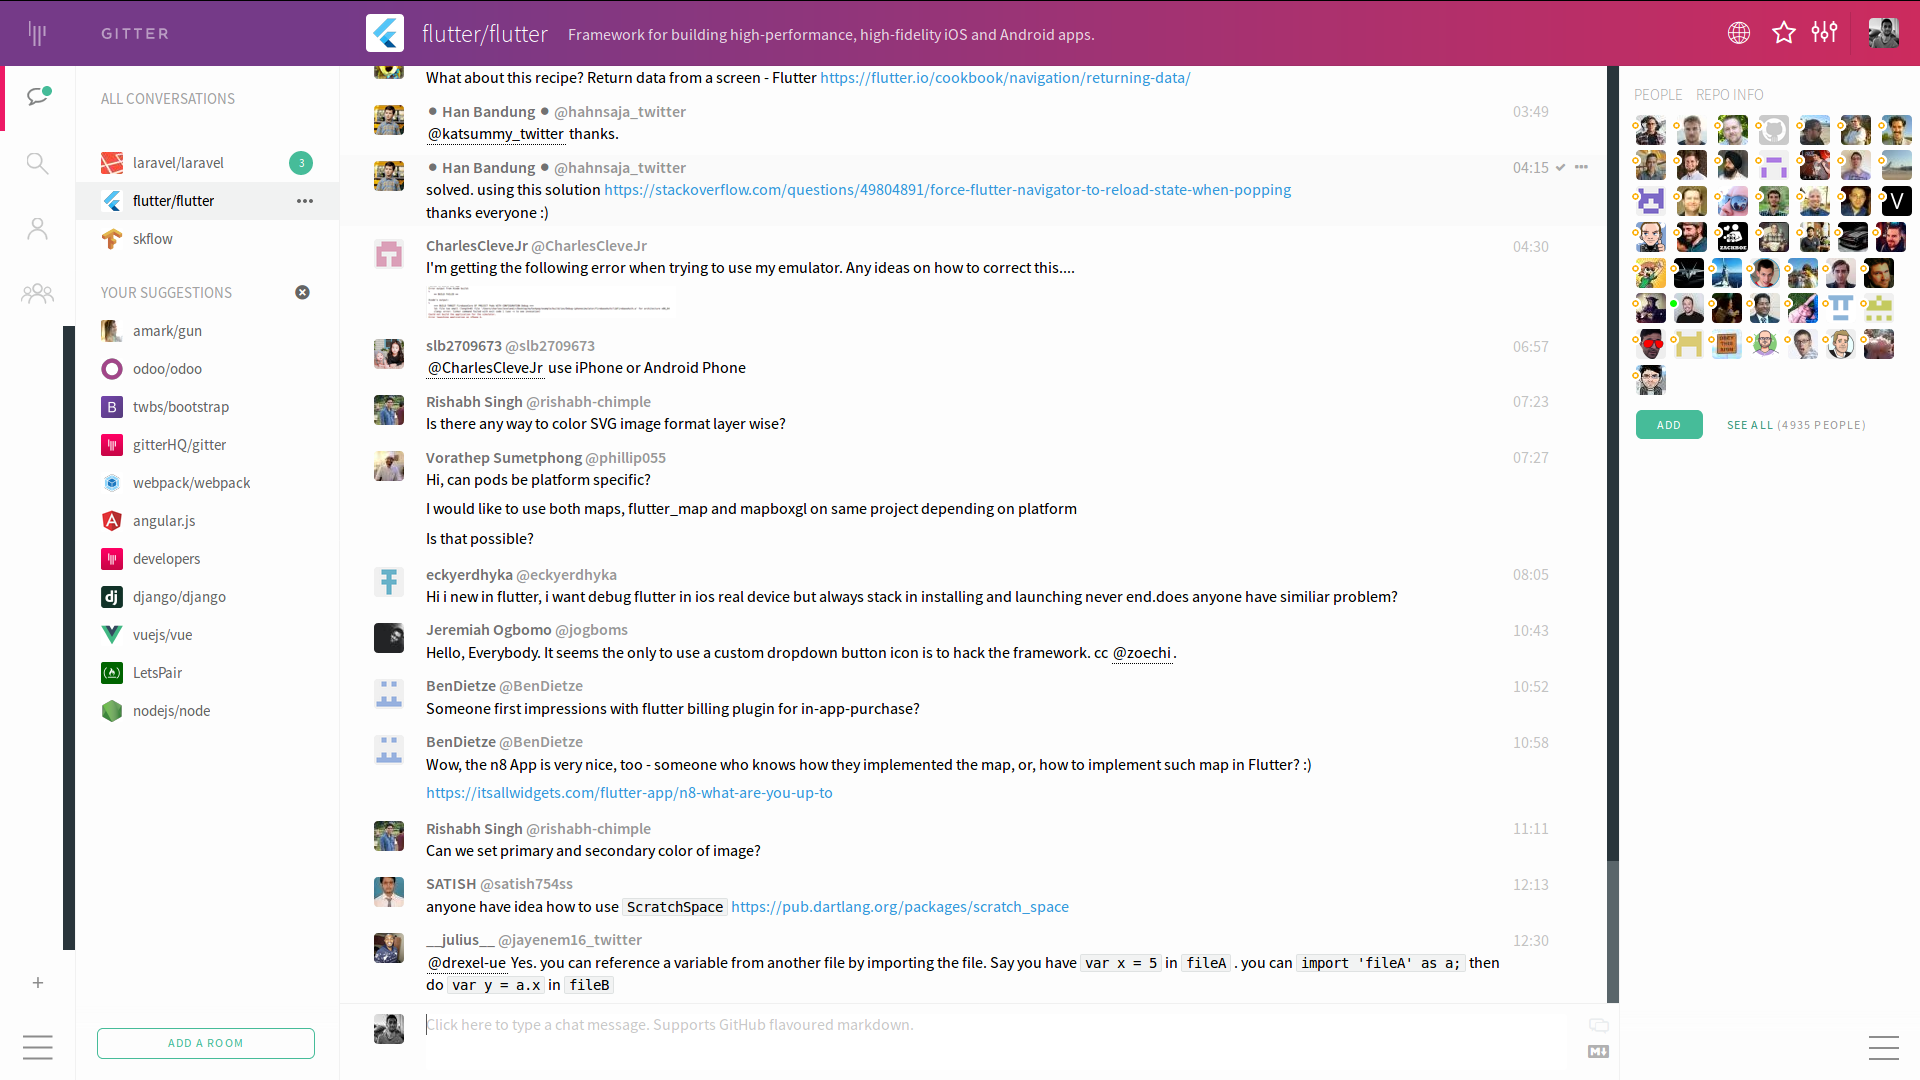 GITTER
flutter/flutter Framework for building high-performance, high-fidelity iOS and Android apps.
ALL CONVERSATIONS
laravel/laravel 3
flutter/flutter
skflow
YOUR SUGGESTIONS
amark/gun
odoo/odoo
twbs/bootstrap
gitterHQ/gitter
webpack/webpack
angular.js
developers
django/django
vuejs/vue
LetsPair
nodejs/node
ADD A ROOM
What about this recipe? Return data from a screen - Flutter https://flutter.io/cookbook/navigation/returning-data/
● Han Bandung ● @hahnsaja_twitter 03:49
@katsummy_twitter thanks.
● Han Bandung ● @hahnsaja_twitter 04:15
solved. using this solution https://stackoverflow.com/questions/49804891/force-flutter-navigator-to-reload-state-when-popping
thanks everyone :)
CharlesCleveJr @CharlesCleveJr 04:30
I'm getting the following error when trying to use my emulator. Any ideas on how to correct this....
slb2709673 @slb2709673 06:57
@CharlesCleveJr use iPhone or Android Phone
Rishabh Singh @rishabh-chimple 07:23
Is there any way to color SVG image format layer wise?
Vorathep Sumetphong @phillip055 07:27
Hi, can pods be platform specific?
I would like to use both maps, flutter_map and mapboxgl on same project depending on platform
Is that possible?
eckyerdhyka @eckyerdhyka 08:05
Hi i new in flutter, i want debug flutter in ios real device but always stack in installing and launching never end.does anyone have similiar problem?
Jeremiah Ogbomo @jogboms 10:43
Hello, Everybody. It seems the only to use a custom dropdown button icon is to hack the framework. cc @zoechi .
BenDietze @BenDietze 10:52
Someone first impressions with flutter billing plugin for in-app-purchase?
BenDietze @BenDietze 10:58
Wow, the n8 App is very nice, too - someone who knows how they implemented the map, or, how to implement such map in Flutter? :)
https://itsallwidgets.com/flutter-app/n8-what-are-you-up-to
Rishabh Singh @rishabh-chimple 11:11
Can we set primary and secondary color of image?
SATISH @satish754ss 12:13
anyone have idea how to use ScratchSpace https://pub.dartlang.org/packages/scratch_space
__julius__ @jayenem16_twitter 12:30
@drexel-ue Yes. you can reference a variable from another file by importing the file. Say you have var x = 5 in fileA . you can import 'fileA' as a; then
do var y = a.x in fileB
Click here to type a chat message. Supports GitHub flavoured markdown.
PEOPLE REPO INFO
ADD SEE ALL (4935 PEOPLE)